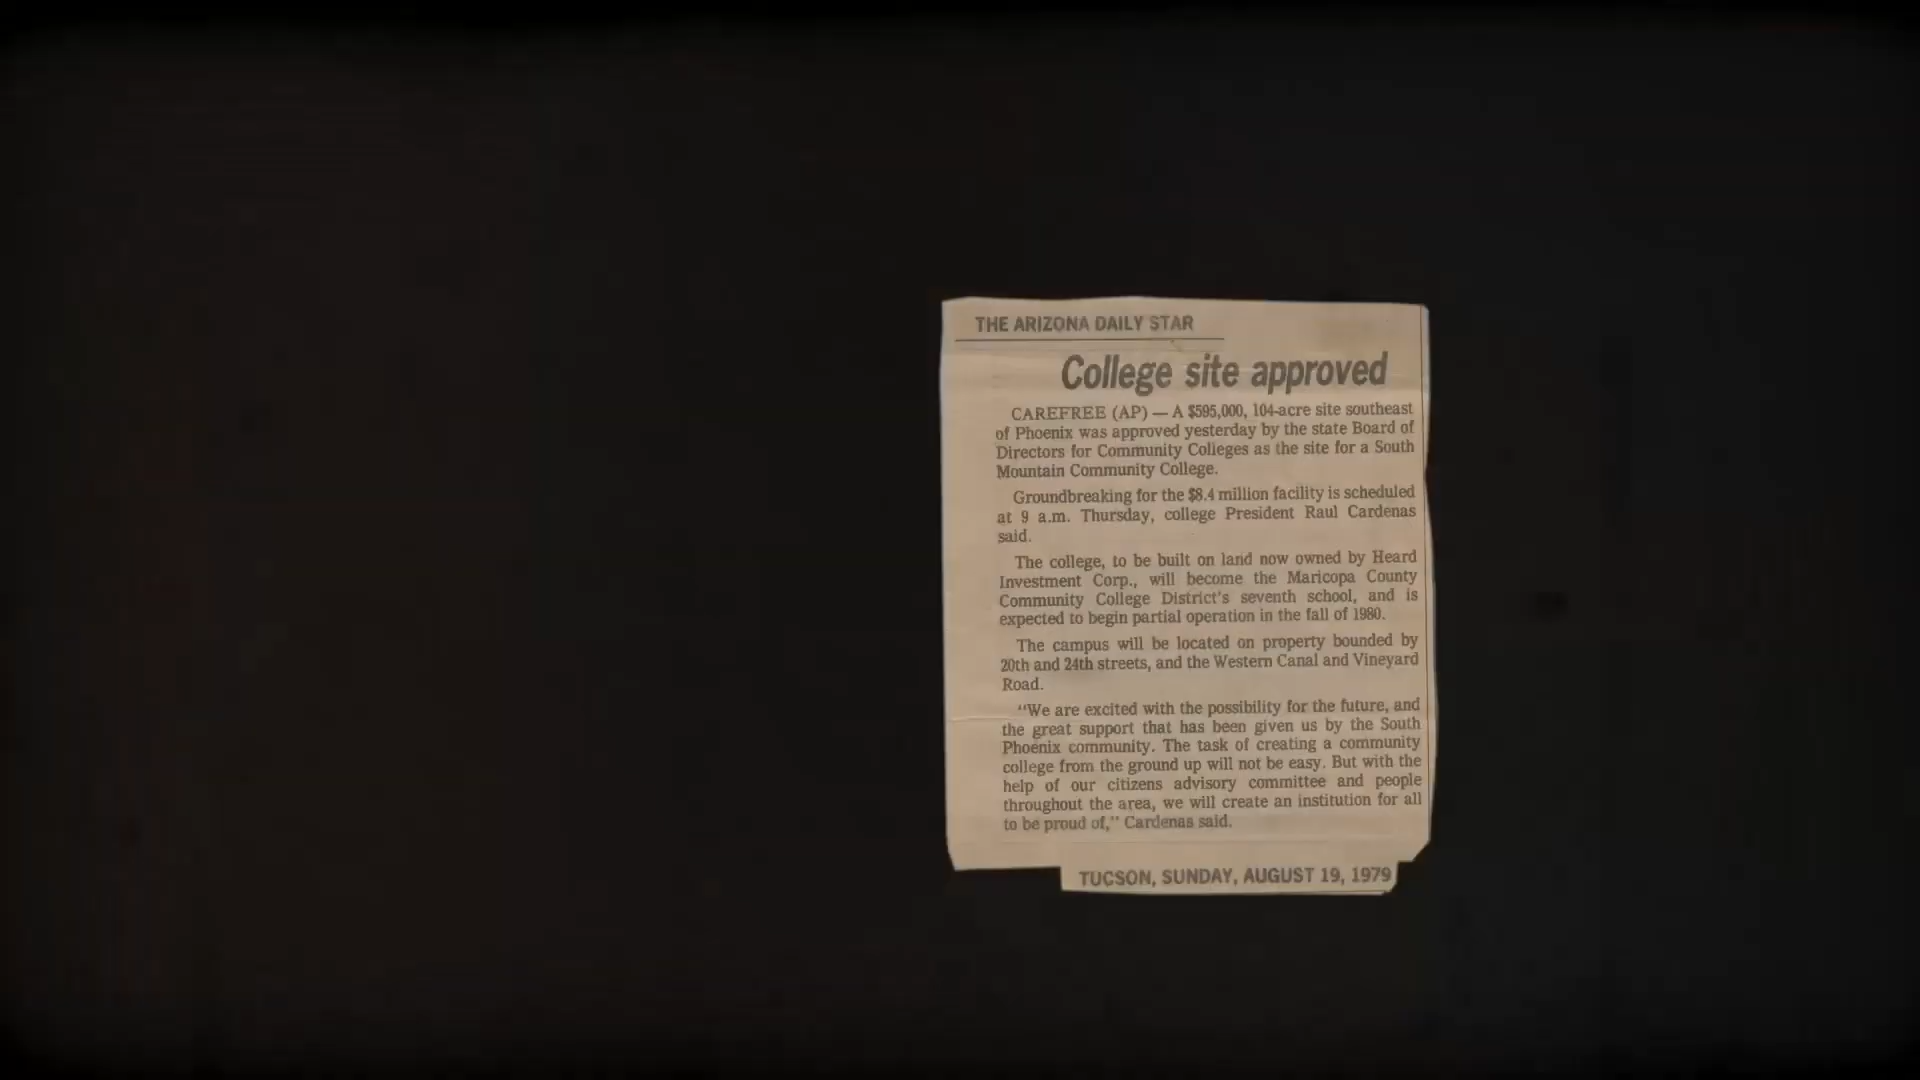 THE ARIZONA DAILY STAR
College site approved
CAREFREE (AP) — A $595,000, 104-acre site southeast
of Phoenix was approved yesterday by the state Board of
Directors for Community Colleges as the site for a South
Mountain Community College.
Groundbreaking for the $8.4 million facility is scheduled
at 9 a.m. Thursday, college President Raul Cardenas
said.
The college, to be built on land now owned by Heard
Investment Corp., will become the Maricopa County
Community College District's seventh school, and is
expected to begin partial operation in the fall of 1980.
The campus will be located on property bounded by
20th and 24th streets, and the Western Canal and Vineyard
Road.
"We are excited with the possibility for the future, and
the great support that has been given us by the South
Phoenix community. The task of creating a community
college from the ground up will not be easy. But with the
help of our citizens advisory committee and people
throughout the area, we will create an institution for all
to be proud of," Cardenas said.
TUCSON, SUNDAY, AUGUST 19, 1979